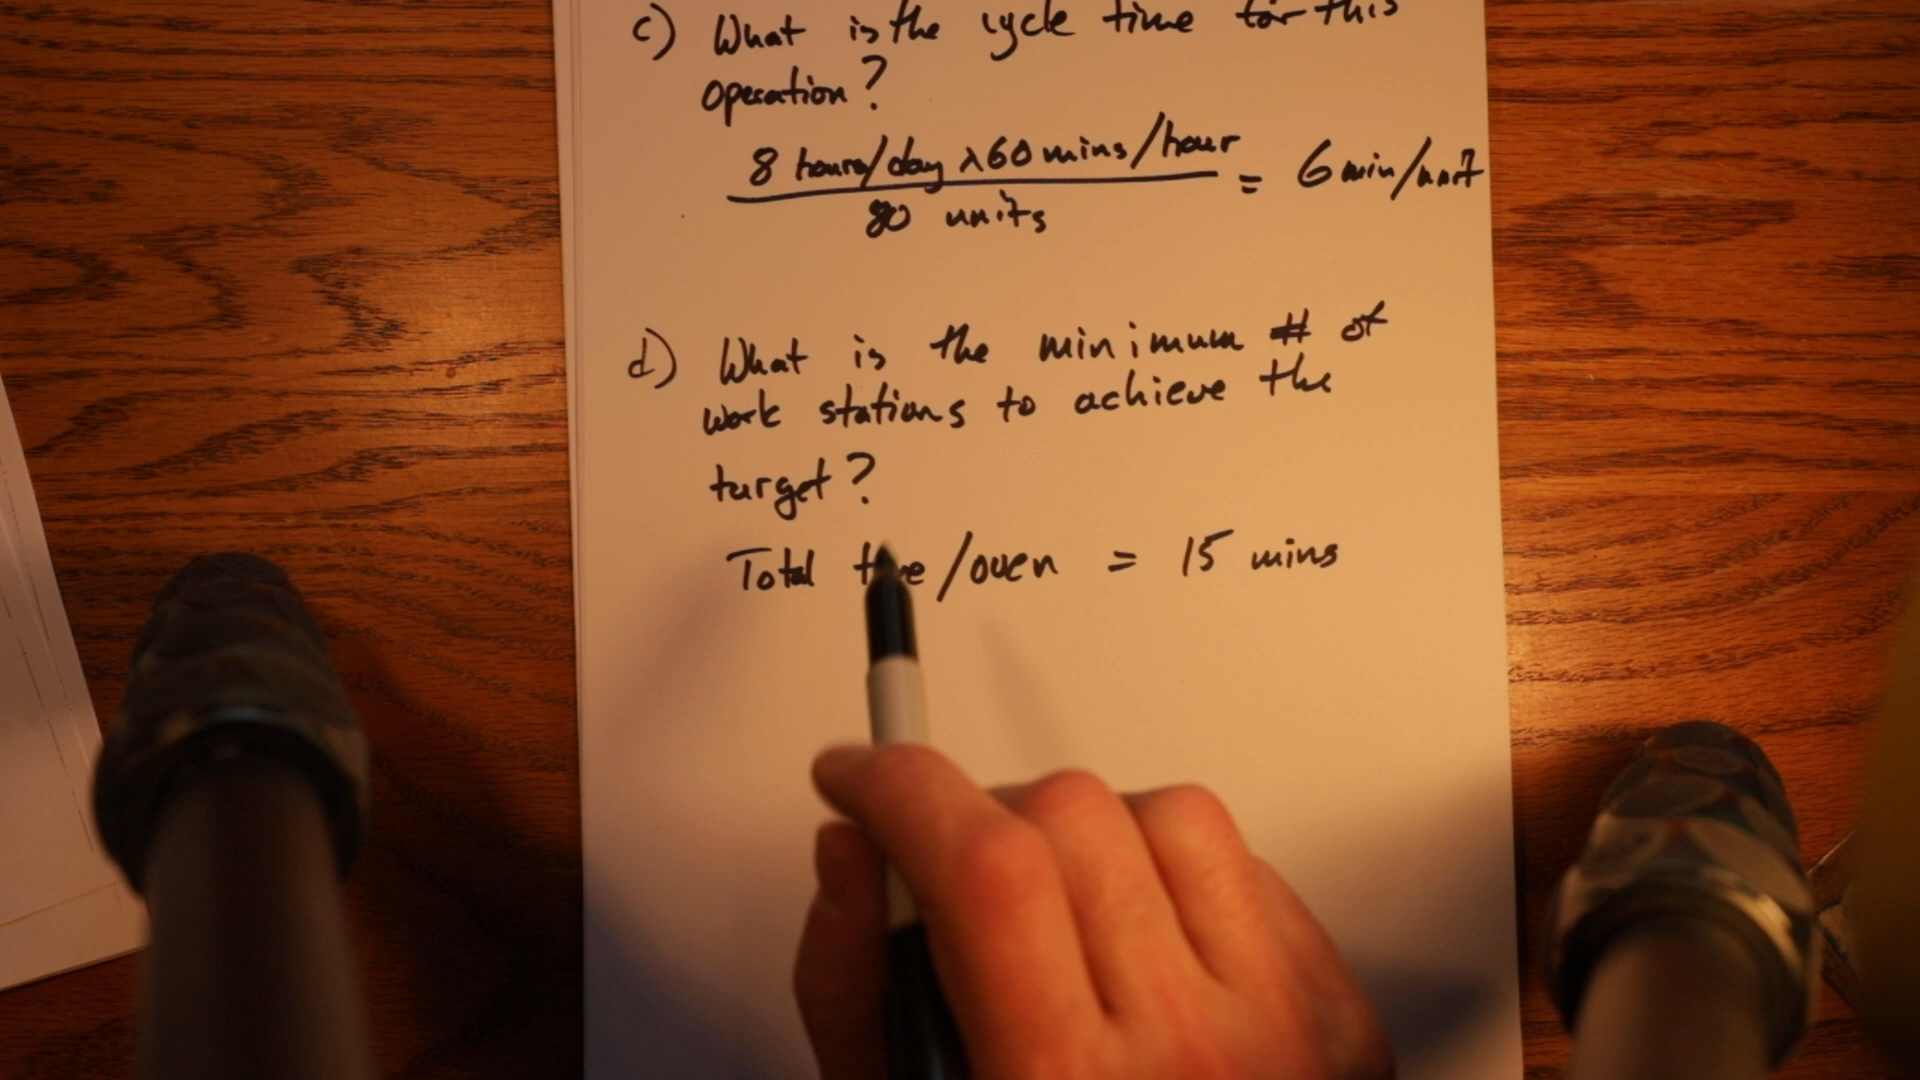 c) What is the cycle time for this
operation?
8 hours/day x60 mins/hour
80 units
= 6 min/unit
d) What is the minimum # of
work stations to achieve the
target?
Total time/oven = 15 mins